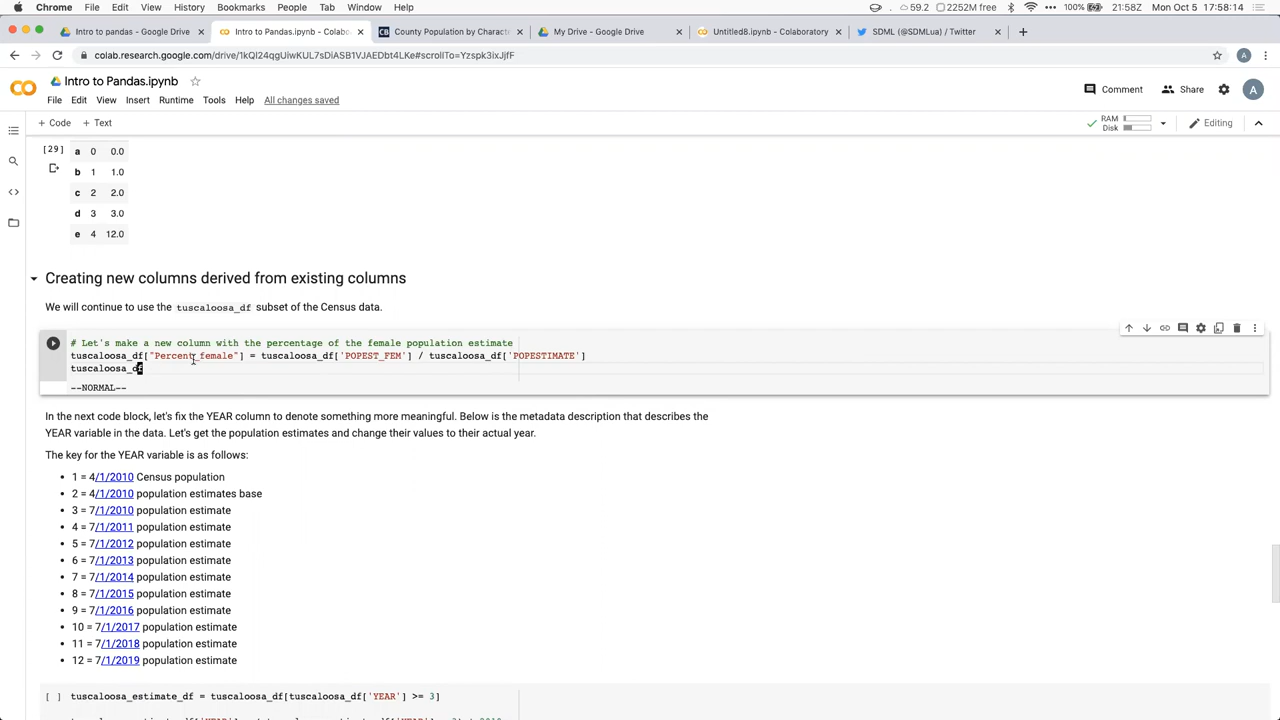 Chrome File Edit View History Bookmarks People Tab Window Help 59.2 2252M free 100% 21:58Z Mon Oct 5 17:58:14
Intro to pandas - Google Drive Intro to Pandas.ipynb - Colabo County Population by Charact My Drive - Google Drive Untitled8.ipynb - Colaboratory SDML (@SDMLua) / Twitter
colab.research.google.com/drive/1kQl24qgUiwKUL7sDiASB1VJAEDbt4LKe#scrollTo=Yzspk3ixJjfF
Intro to Pandas.ipynb
File Edit View Insert Runtime Tools Help All changes saved
Comment Share A
+ Code + Text
RAM
Disk
Editing
[29] a 0 0.0
b 1 1.0
c 2 2.0
d 3 3.0
e 4 12.0
Creating new columns derived from existing columns
We will continue to use the tuscaloosa_df subset of the Census data.
# Let's make a new column with the percentage of the female population estimate
tuscaloosa_df["Percent_female"] = tuscaloosa_df['POPEST_FEM'] / tuscaloosa_df['POPESTIMATE']
tuscaloosa_df
--NORMAL--
In the next code block, let's fix the YEAR column to denote something more meaningful. Below is the metadata description that describes the
YEAR variable in the data. Let's get the population estimates and change their values to their actual year.
The key for the YEAR variable is as follows:
• 1 = 4/1/2010 Census population
• 2 = 4/1/2010 population estimates base
• 3 = 7/1/2010 population estimate
• 4 = 7/1/2011 population estimate
• 5 = 7/1/2012 population estimate
• 6 = 7/1/2013 population estimate
• 7 = 7/1/2014 population estimate
• 8 = 7/1/2015 population estimate
• 9 = 7/1/2016 population estimate
• 10 = 7/1/2017 population estimate
• 11 = 7/1/2018 population estimate
• 12 = 7/1/2019 population estimate
[ ] tuscaloosa_estimate_df = tuscaloosa_df[tuscaloosa_df['YEAR'] >= 3]